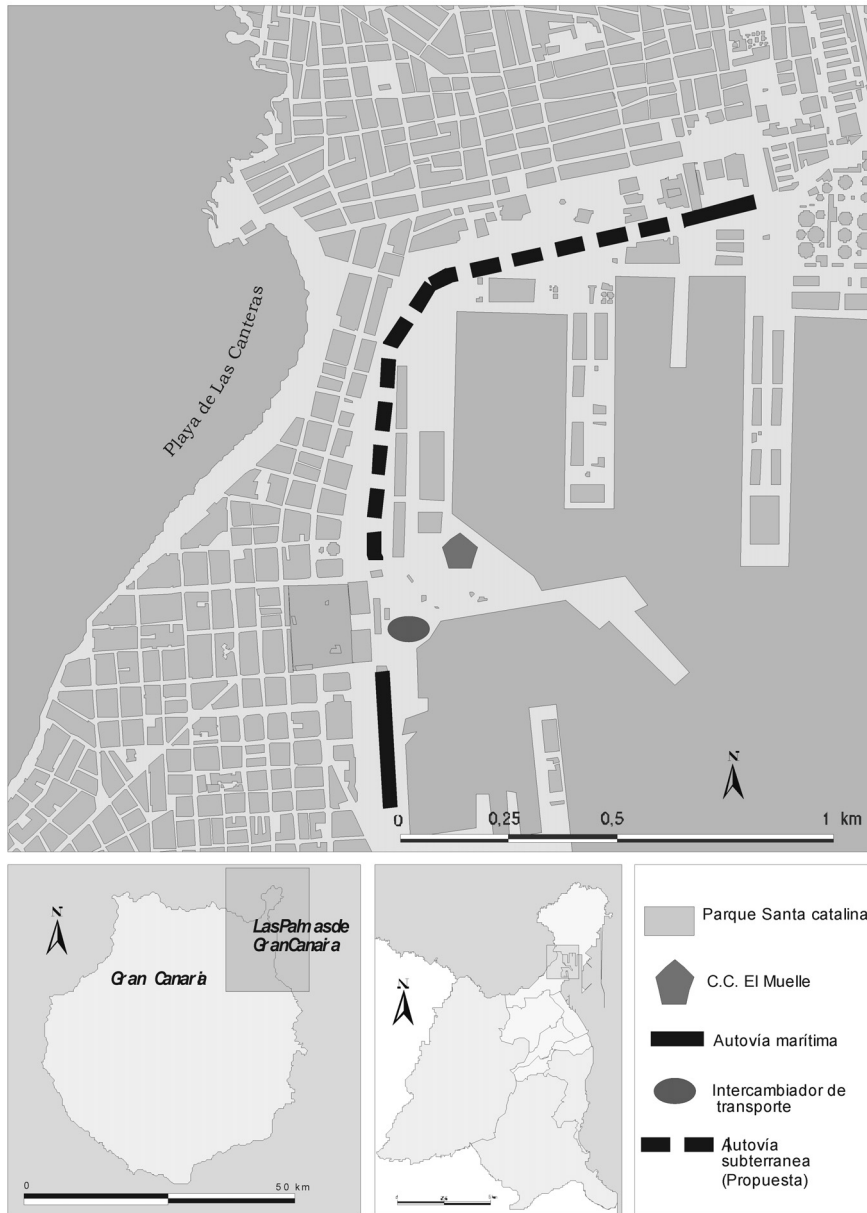 Playa de Las Canteras
N
0 0,25 0,5 1 km
N
Las Palmas de
Gran Canaira
Gran Canaria
0 50 km
N
Parque Santa catalina
C.C. El Muelle
Autovía marítima
Intercambiador de
transporte
Autovía
subterranea
(Propuesta)